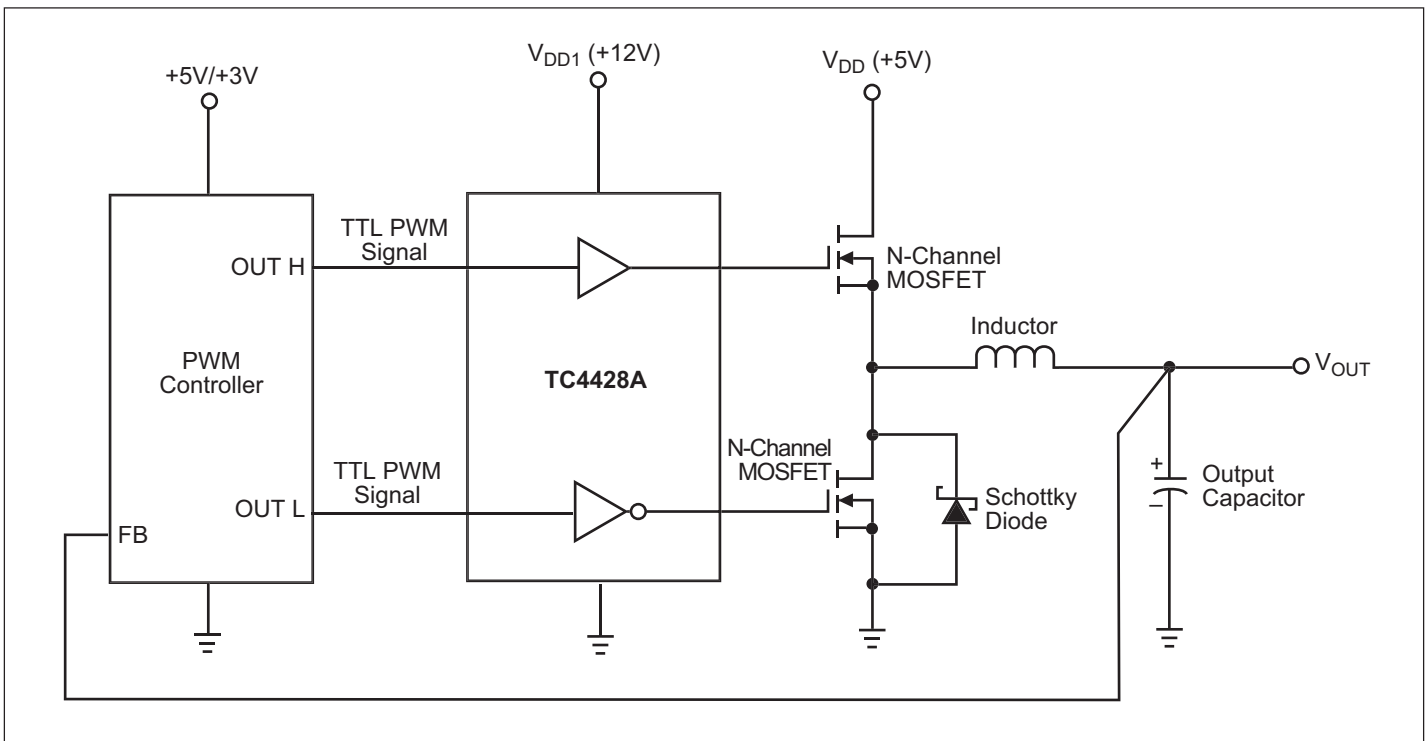 +5V/+3V
VDD1 (+12V)
VDD (+5V)
TTL PWM
Signal
OUT H
N-Channel
MOSFET
Inductor
PWM
Controller
TC4428A
VOUT
N-Channel
MOSFET
TTL PWM
Signal
OUT L
+
–
Output
Capacitor
Schottky
Diode
FB